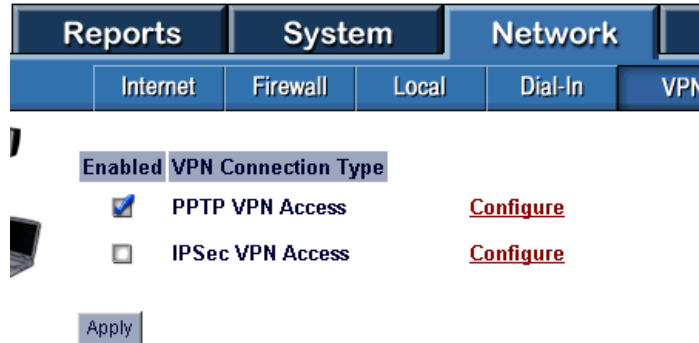 Reports System Network
Internet Firewall Local Dial-In VPN
Enabled VPN Connection Type
PPTP VPN Access Configure
IPSec VPN Access Configure
Apply